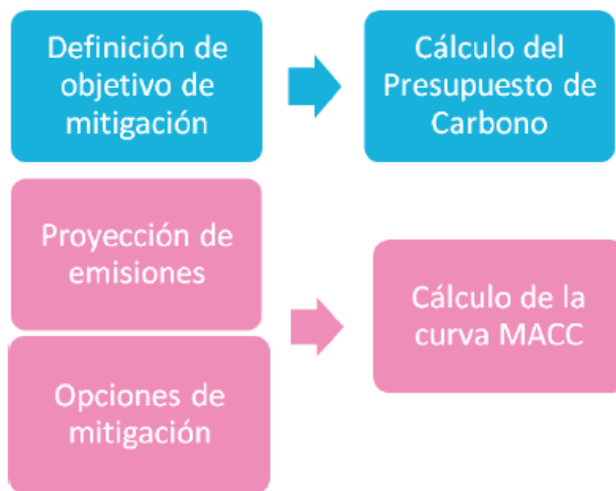 Definición de
objetivo de
mitigación
Cálculo del
Presupuesto de
Carbono
Proyección de
emisiones
Opciones de
mitigación
Cálculo de la
curva MACC